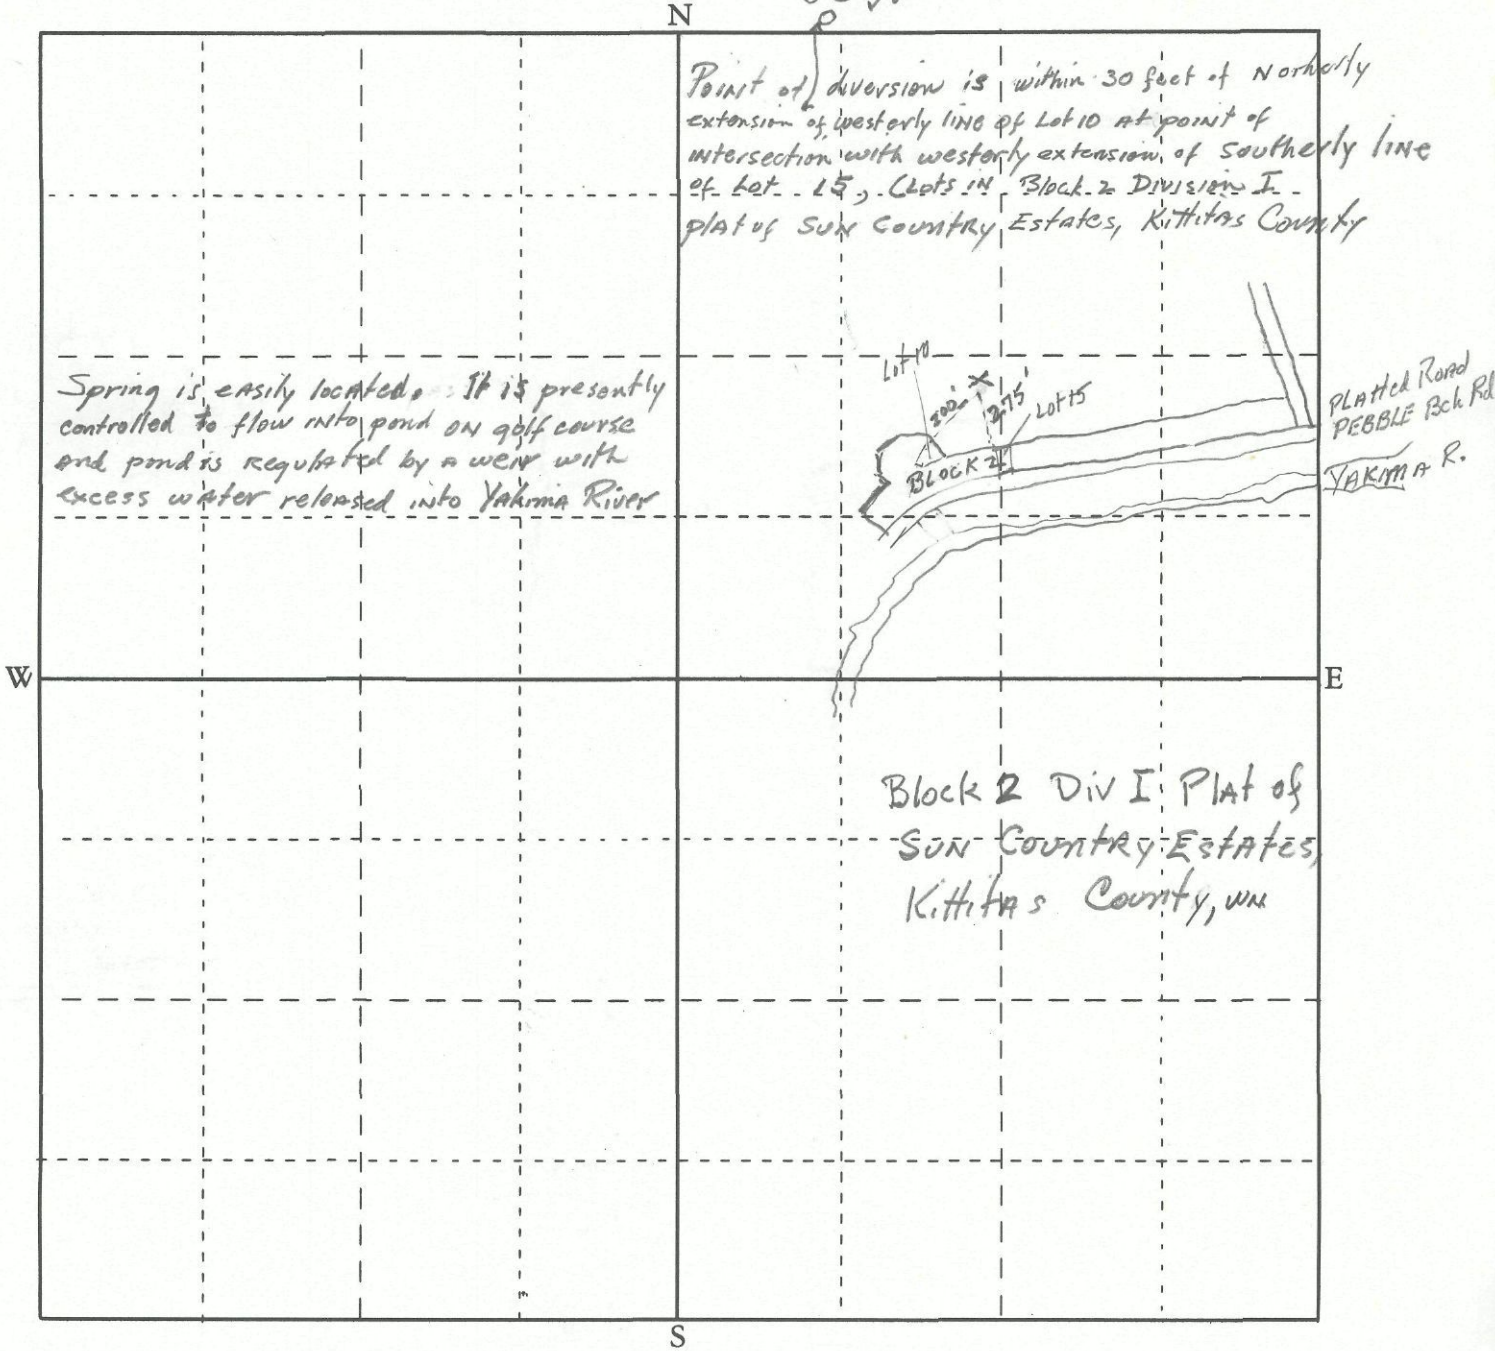 N
Point of diversion is within 30 feet of Northerly
extension of westerly line of Lot 10 At point of
intersection with westerly extension of southerly line
of Lot 15, (Lots in Block 2 Division I
plat of Sun Country Estates, Kittitas County
Spring is easily located. It is presently
controlled to flow into pond on golf course
and pond is regulated by a weir with
excess water released into Yakima River
Lot 10
300' X
275'
Lot 15
BLOCK 2
Platted Road
PEBBLE Bch Rd
YAKIMA R.
W
E
Block 2 Div I Plat of
Sun Country Estates,
Kittitas County, WN
S